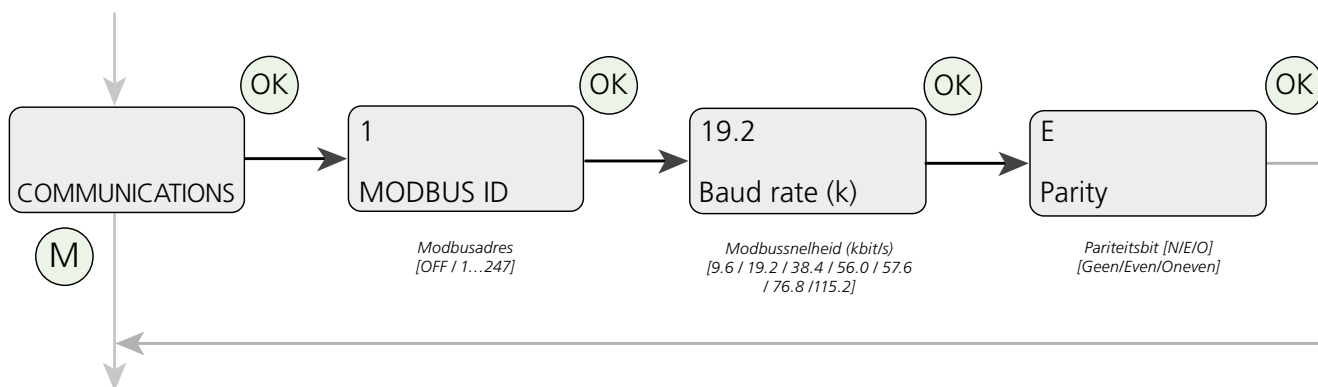 OK
OK
OK
OK
COMMUNICATIONS
1
MODBUS ID
19.2
Baud rate (k)
E
Parity
M
Modbusadres
[OFF / 1…247]
Modbussnelheid (kbit/s)
[9.6 / 19.2 / 38.4 / 56.0 / 57.6
/ 76.8 /115.2]
Pariteitsbit [N/E/O]
[Geen/Even/Oneven]